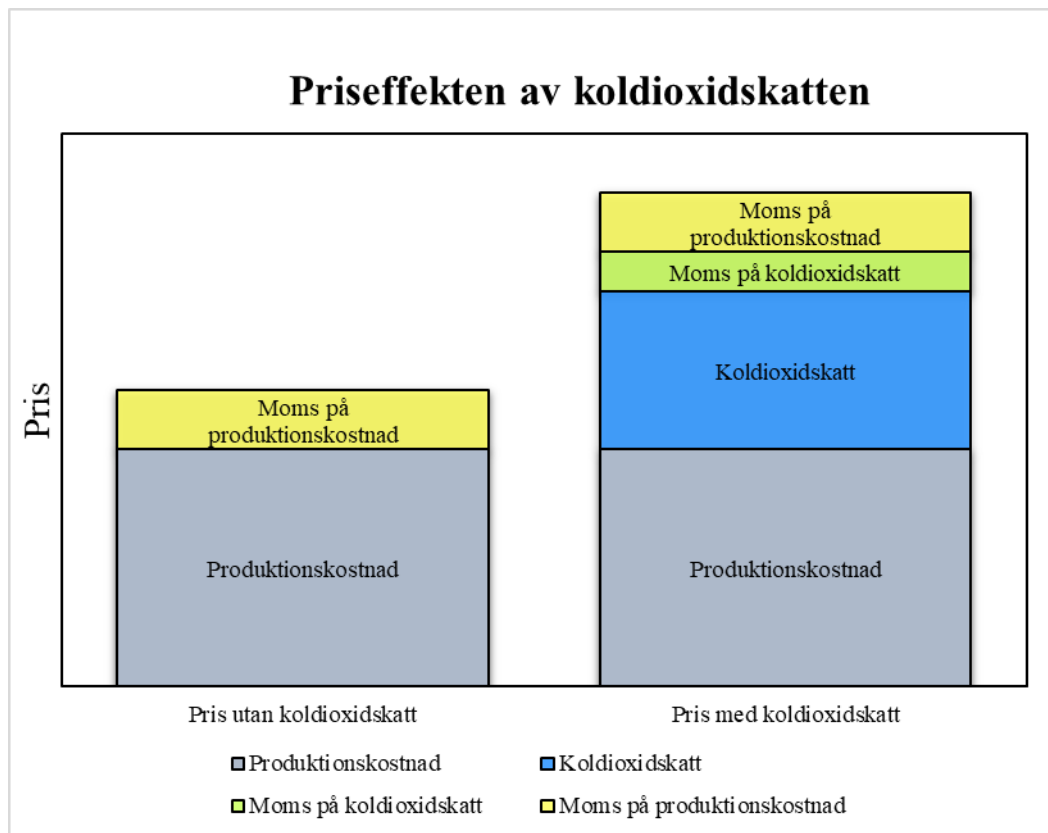 Priseffekten av koldioxidskatten
Pris
Moms på
produktionskostnad
Produktionskostnad
Moms på
produktionskostnad
Moms på koldioxidskatt
Koldioxidskatt
Produktionskostnad
Pris utan koldioxidskatt
Pris med koldioxidskatt
Produktionskostnad
Koldioxidskatt
Moms på koldioxidskatt
Moms på produktionskostnad